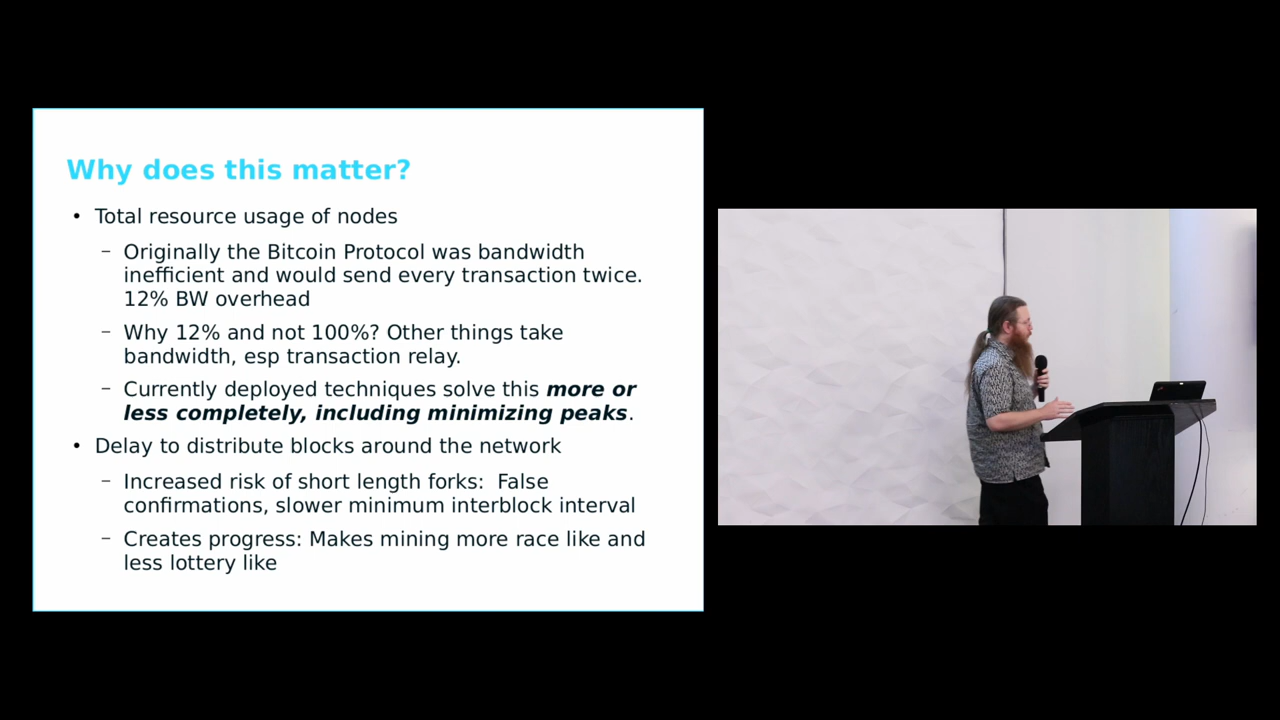 Why does this matter?
• Total resource usage of nodes
– Originally the Bitcoin Protocol was bandwidth
inefficient and would send every transaction twice.
12% BW overhead
– Why 12% and not 100%? Other things take
bandwidth, esp transaction relay.
– Currently deployed techniques solve this more or
less completely, including minimizing peaks.
• Delay to distribute blocks around the network
– Increased risk of short length forks:  False
confirmations, slower minimum interblock interval
– Creates progress: Makes mining more race like and
less lottery like